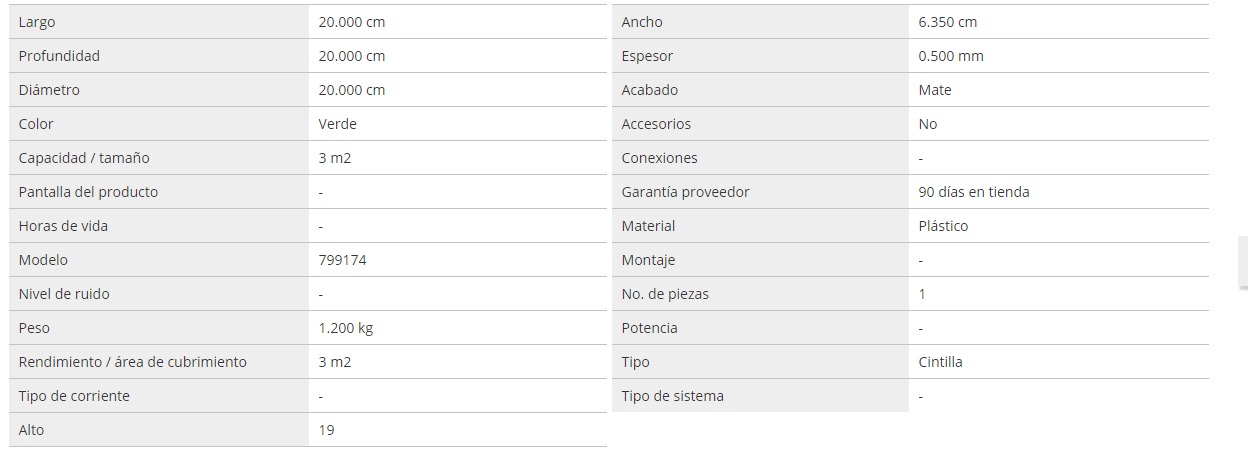 Largo 20.000 cm
Profundidad 20.000 cm
Diámetro 20.000 cm
Color Verde
Capacidad / tamaño 3 m2
Pantalla del producto -
Horas de vida -
Modelo 799174
Nivel de ruido -
Peso 1.200 kg
Rendimiento / área de cubrimiento 3 m2
Tipo de corriente -
Alto 19
Ancho 6.350 cm
Espesor 0.500 mm
Acabado Mate
Accesorios No
Conexiones -
Garantía proveedor 90 días en tienda
Material Plástico
Montaje -
No. de piezas 1
Potencia -
Tipo Cintilla
Tipo de sistema -